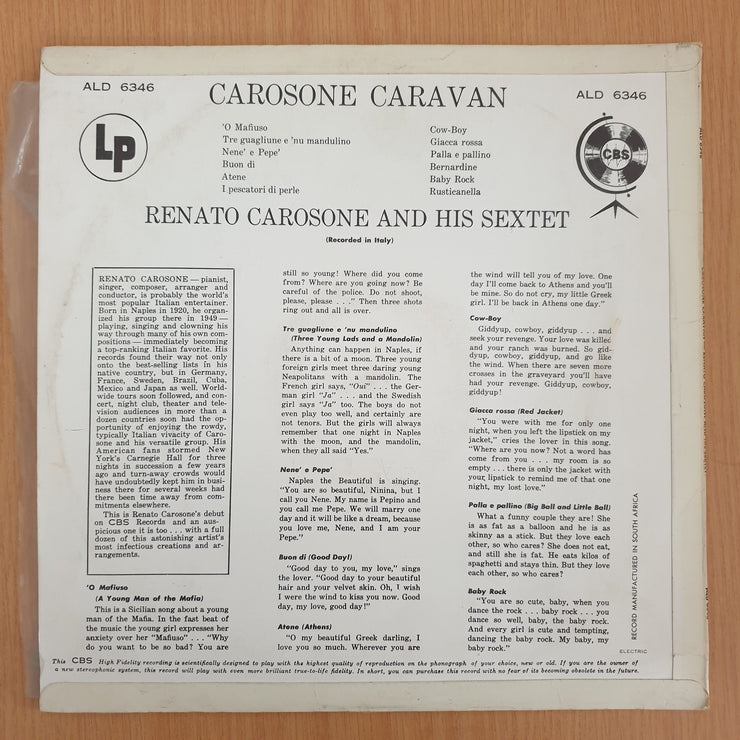 ALD 6346
CAROSONE CARAVAN
ALD 6346
Lp
CBS
'O Mafiuso
Tre guaglione e 'nu mandulino
Nene' e Pepe'
Buon di
Atene
I pescatori di perle
Cow-Boy
Giacca rossa
Palla e pallino
Bernardine
Baby Rock
Rusticanella
RENATO CAROSONE AND HIS SEXTET
(Recorded in Italy)
RENATO CAROSONE — pianist,
singer, composer, arranger and
conductor, is probably the world's
most popular Italian entertainer.
Born in Naples in 1920, he organ-
ized his group there in 1949 —
playing, singing and clowning his
way through many of his own com-
positions — immediately becoming
a top-ranking Italian favorite. His
records found their way not only
onto the best-selling lists in his
native country, but in Germany,
France, Sweden, Brazil, Cuba,
Mexico and Japan as well. World-
wide tours soon followed, and con-
cert, night club, theater and tele-
vision audiences in more than a
dozen countries soon had the op-
portunity of enjoying the rowdy,
typically Italian vivacity of Caro-
sone and his versatile group. His
American fans stormed New
York's Carnegie Hall for three
nights in succession a few years
ago and turn-away crowds would
have undoubtedly kept him in busi-
ness there for several weeks had
there been time away from com-
mitments elsewhere.
This is Renato Carosone's debut
on CBS Records and an aus-
picious one it is too . . . with a full
dozen of this astonishing artist's
most infectious creations and ar-
rangements.
'O Mafiuso
(A Young Man of the Mafia)
This is a Sicilian song about a young
man of the Mafia. In the fast beat of
the music the young girl expresses her
anxiety over her "Mafiuso" . . . "Why
do you want to be so bad? You are
still so young! Where did you come
from? Where are you going now? Be
careful of the police. Do not shoot,
please, please . . ." Then three shots
ring out and all is over.
Tre guagliune e 'nu mandulino
(Three Young Lads and a Mandolin)
Anything can happen in Naples, if
there is a bit of a moon. Three young
foreign girls meet three daring young
Neapolitans with a mandolin. The
French girl says, "Oui" . . . the Ger-
man girl "Ja" . . . and the Swedish
girl says "Ja" too. The boys do not
even play too well, and certainly are
not tenors. But the girls will always
remember that one night in Naples
with the moon, and the mandolin,
when they all said "Yes."
Nene' e Pepe'
Naples the Beautiful is singing.
"You are so beautiful, Ninina, but I
call you Nene. My name is Pepino and
you call me Pepe. We will marry one
day and it will be like a dream, because
you love me, Nene, and I am your
Pepe."
Buon di (Good Day!)
"Good day to you, my love," sings
the lover. "Good day to your beautiful
hair and your velvet skin. Oh, I wish
I were the wind to kiss you now. Good
day, my love, good day!"
Atene (Athens)
"O my beautiful Greek darling, I
love you so much. Wherever you are
the wind will tell you of my love. One
day I'll come back to Athens and you'll
be mine. So do not cry, my little Greek
girl. I'll be back in Athens one day."
Cow-Boy
Giddyup, cowboy, giddyup . . . and
seek your revenge. Your love was killed
and your ranch was burned. So gid-
dyup, cowboy, giddyup, and go like
the wind. When there are seven more
crosses in the graveyard you'll have
had your revenge. Giddyup, cowboy,
giddyup!
Giacca rossa (Red Jacket)
"You were with me for only one
night, when you left the lipstick on my
jacket," cries the lover in this song.
"Where are you now? Not a word has
come from you . . . my room is so
empty . . . there is only the jacket with
your lipstick to remind me of that one
night, my lost love."
Palla e pallino (Big Ball and Little Ball)
What a funny couple they are! She
is as fat as a balloon and he is as
skinny as a stick. But they love each
other, so who cares? She does not eat,
and still she is fat. He eats kilos of
spaghetti and stays thin. But they love
each other, so who cares?
Baby Rock
"You are so cute, baby, when you
dance the rock . . . baby rock . . . you
dance so well, baby, the baby rock.
And every girl is cute and tempting,
dancing the baby rock. My baby, my
baby rock."
RECORD MANUFACTURED IN SOUTH AFRICA
ELECTRIC
This CBS High Fidelity recording is scientifically designed to play with the highest quality of reproduction on the phonograph of your choice, new or old. If you are the owner of
a new stereophonic system, this record will play with even more brilliant true-to-life fidelity. In short, you can purchase this record with no fear of its becoming obsolete in the future.